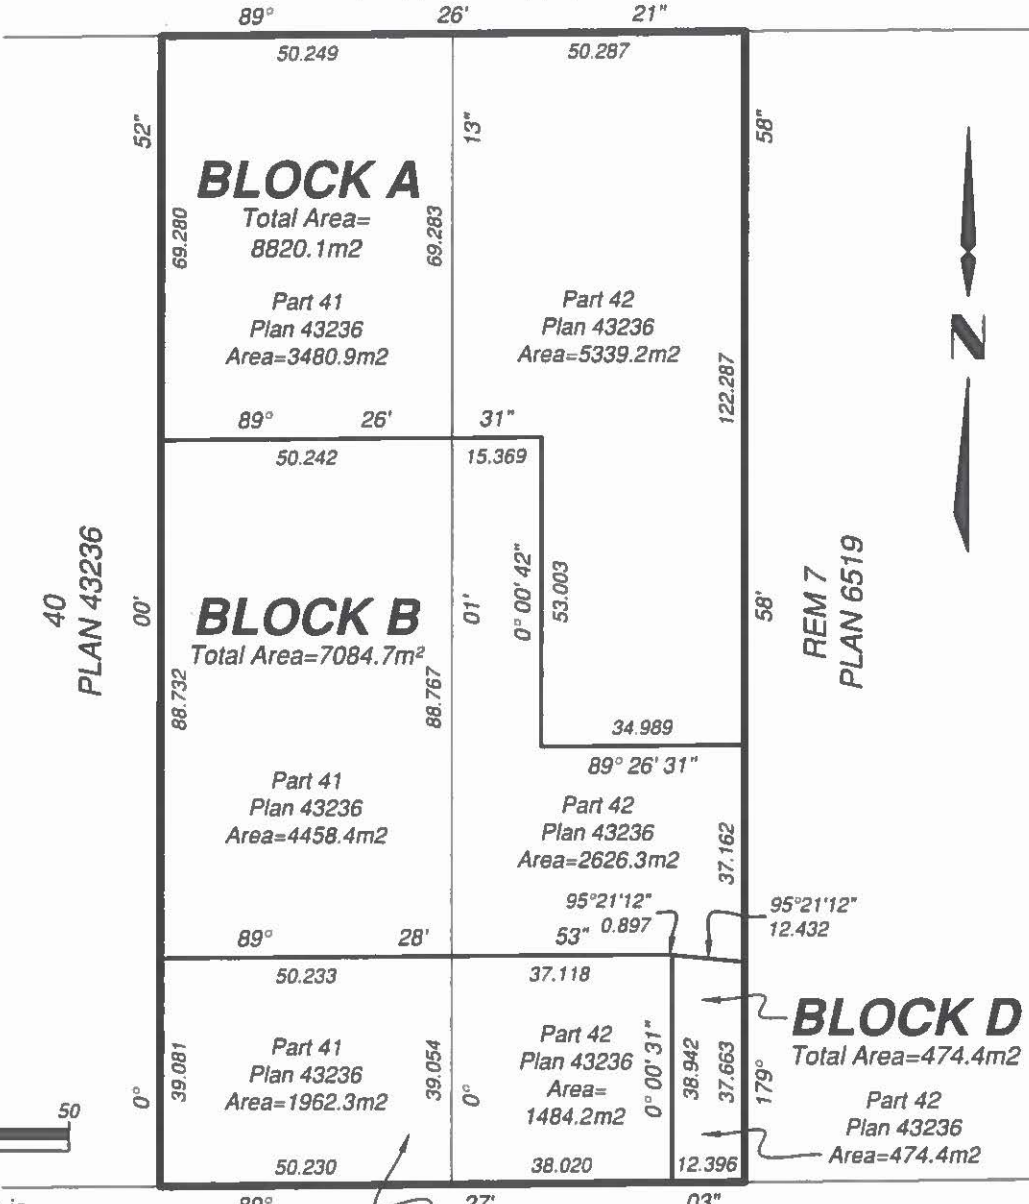 89° 26' 21"
50.249 50.287
52" 13" 58"
BLOCK A
Total Area=
8820.1m2
69.280 69.283
Part 41
Plan 43236
Area=3480.9m2
Part 42
Plan 43236
Area=5339.2m2
122.287
N
89° 26' 31"
50.242 15.369
40
PLAN 43236
00' 01' 58'
0° 00' 42"
53.003
REM 7
PLAN 6519
BLOCK B
Total Area=7084.7m²
88.732 88.767
34.989
89° 26' 31"
Part 41
Plan 43236
Area=4458.4m2
Part 42
Plan 43236
Area=2626.3m2
37.162
95°21'12"
0.897
95°21'12"
12.432
89° 28' 53"
50.233 37.118
Part 41
Plan 43236
Area=1962.3m2
39.081 39.054
0° 0°
Part 42
Plan 43236
Area=
1484.2m2
0° 00' 31"
38.942
37.663
179°
BLOCK D
Total Area=474.4m2
Part 42
Plan 43236
Area=474.4m2
50
50.230 38.020 12.396
89° 27' 03"